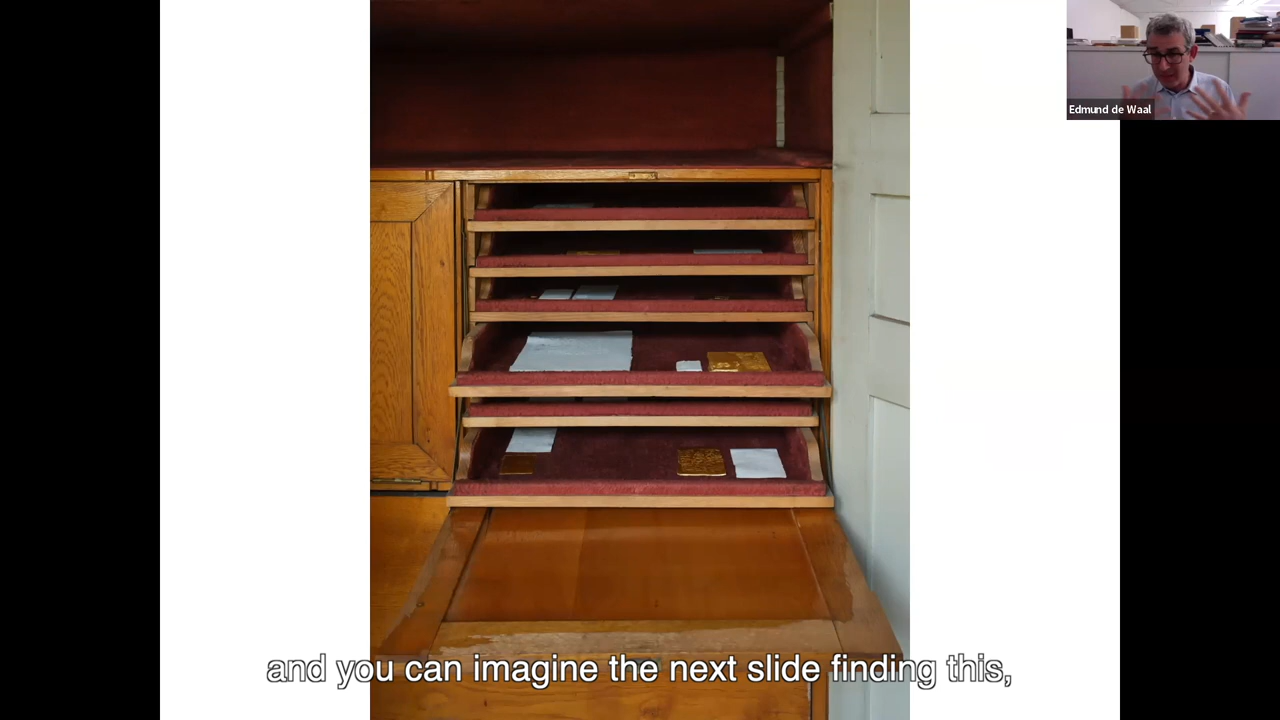 Edmund de Waal
and you can imagine the next slide finding this,